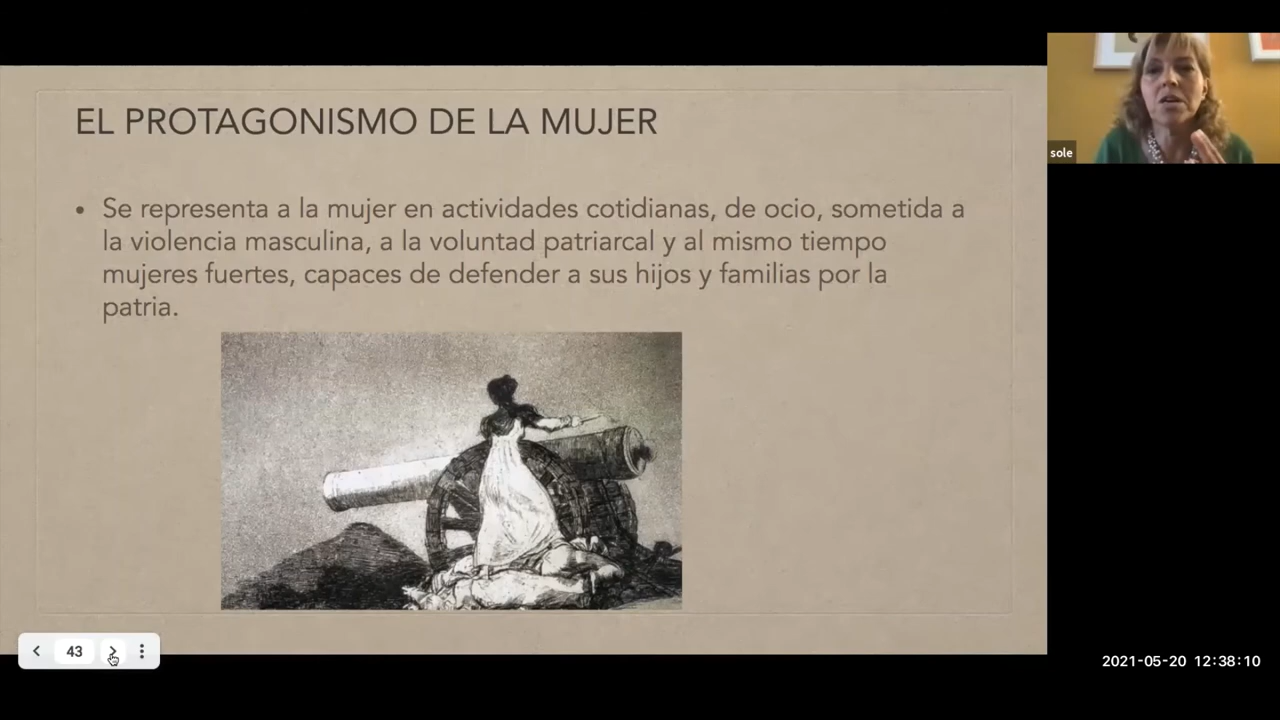 EL PROTAGONISMO DE LA MUJER
• Se representa a la mujer en actividades cotidianas, de ocio, sometida a
la violencia masculina, a la voluntad patriarcal y al mismo tiempo
mujeres fuertes, capaces de defender a sus hijos y familias por la
patria.
sole
43
2021-05-20 12:38:10